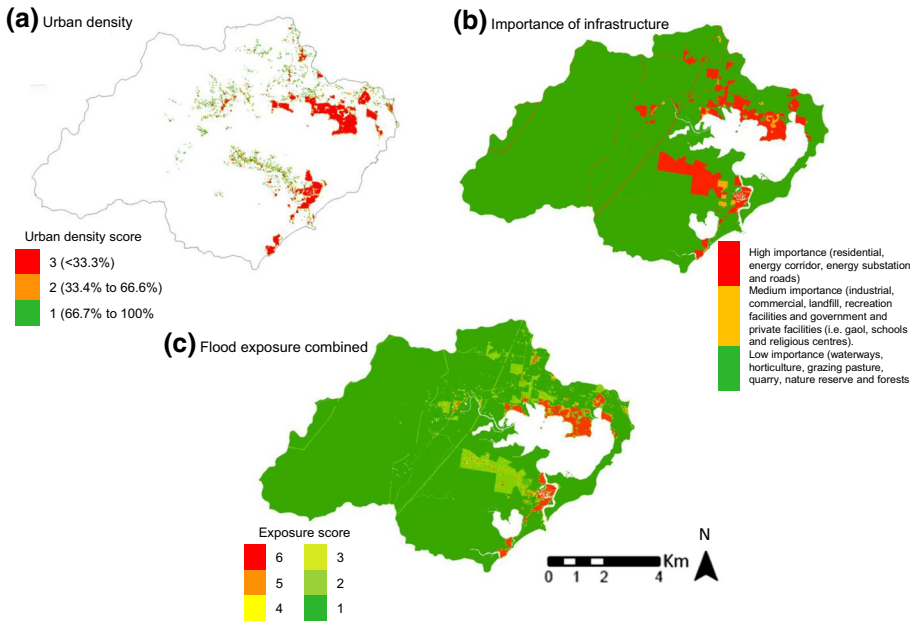 (a) Urban density
Urban density score
3 (<33.3%)
2 (33.4% to 66.6%)
1 (66.7% to 100%
(b) Importance of infrastructure
High importance (residential,
energy corridor, energy substation
and roads)
Medium importance (industrial,
commercial, landfill, recreation
facilities and government and
private facilities (i.e. gaol, schools
and religious centres).
Low importance (waterways,
horticulture, grazing pasture,
quarry, nature reserve and forests
(c) Flood exposure combined
Exposure score
6 3
5 2
4 1
N
Km
0 1 2 4